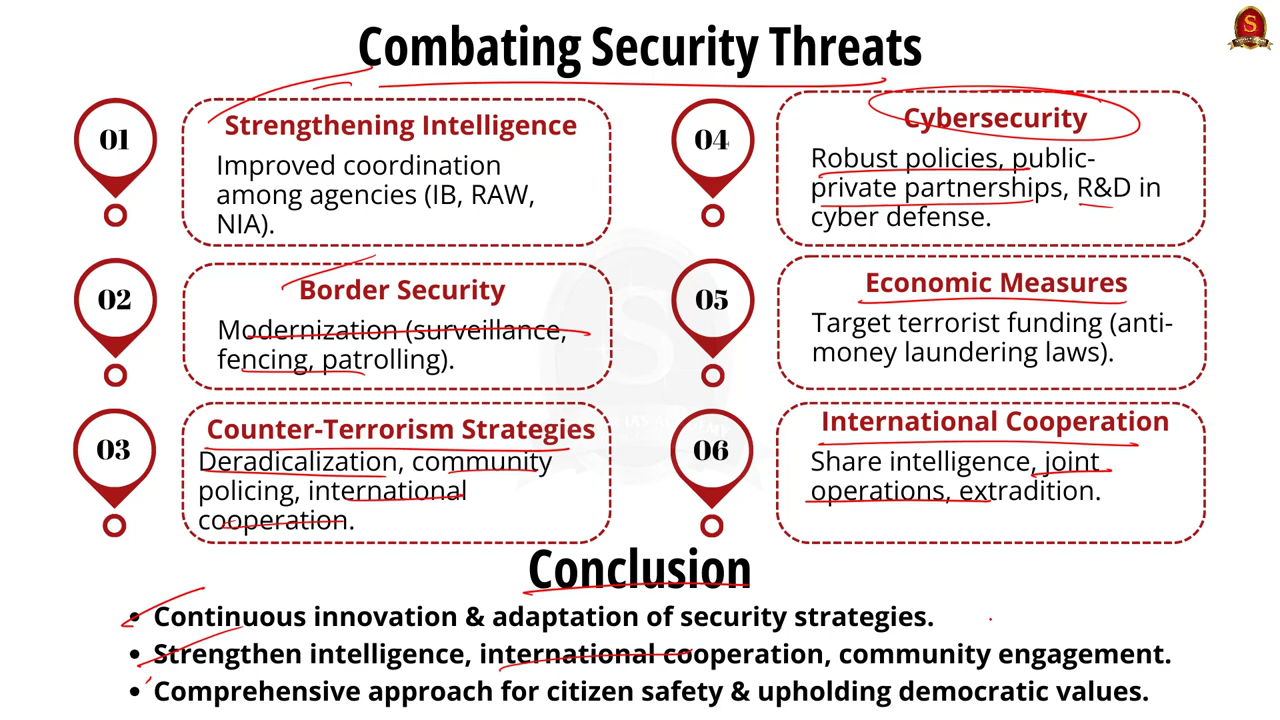 Combating Security Threats
01
Strengthening Intelligence
Improved coordination
among agencies (IB, RAW,
NIA).
02
Border Security
Modernization (surveillance,
fencing, patrolling).
03
Counter-Terrorism Strategies
Deradicalization, community
policing, international
cooperation.
04
Cybersecurity
Robust policies, public-
private partnerships, R&D in
cyber defense.
05
Economic Measures
Target terrorist funding (anti-
money laundering laws).
06
International Cooperation
Share intelligence, joint
operations, extradition.
Conclusion
• Continuous innovation & adaptation of security strategies.
• Strengthen intelligence, international cooperation, community engagement.
• Comprehensive approach for citizen safety & upholding democratic values.
S